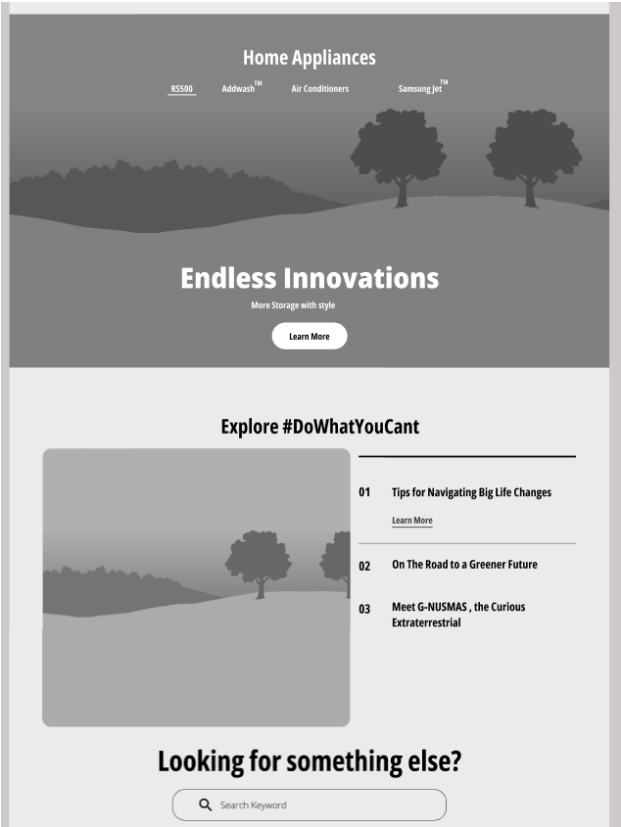 Home Appliances
RS500 Addwash™ Air Conditioners Samsung Jet™
Endless Innovations
More Storage with style
Learn More
Explore #DoWhatYouCant
01 Tips for Navigating Big Life Changes
Learn More
02 On The Road to a Greener Future
03 Meet G-NUSMAS , the Curious
Extraterrestrial
Looking for something else?
Search Keyword